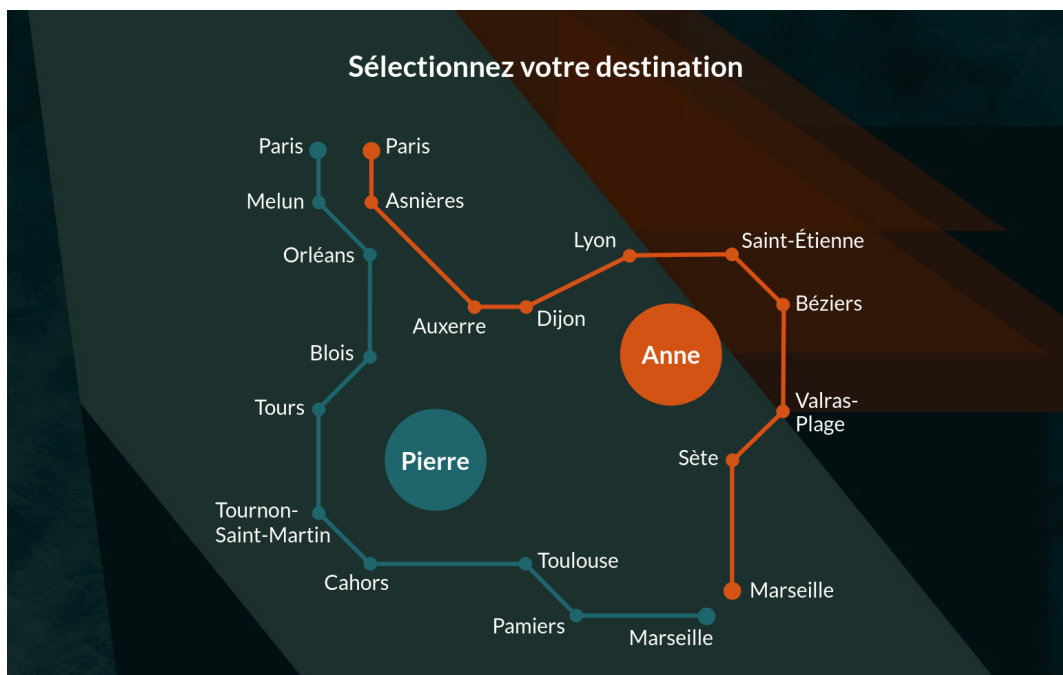 Sélectionnez votre destination
Paris
Paris
Melun
Asnières
Orléans
Lyon
Saint-Étienne
Auxerre
Dijon
Béziers
Blois
Anne
Tours
Valras-
Plage
Pierre
Sète
Tournon-
Saint-Martin
Cahors
Toulouse
Pamiers
Marseille
Marseille